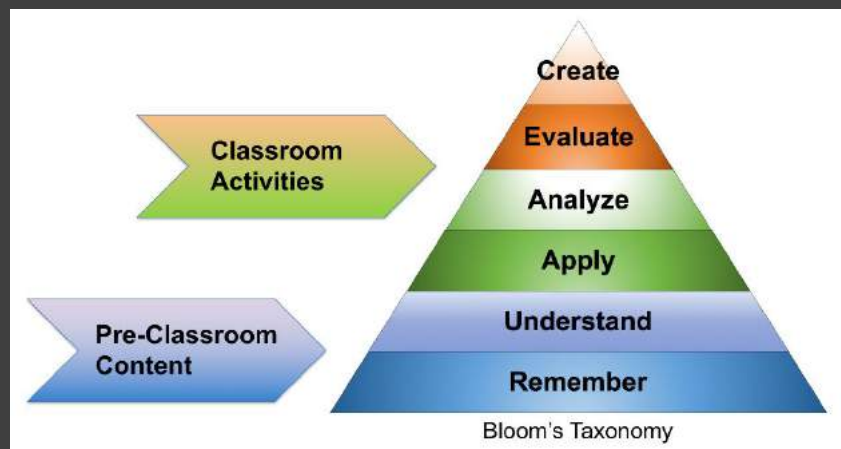 Create
Evaluate
Classroom
Activities
Analyze
Apply
Pre-Classroom
Content
Understand
Remember
Bloom's Taxonomy